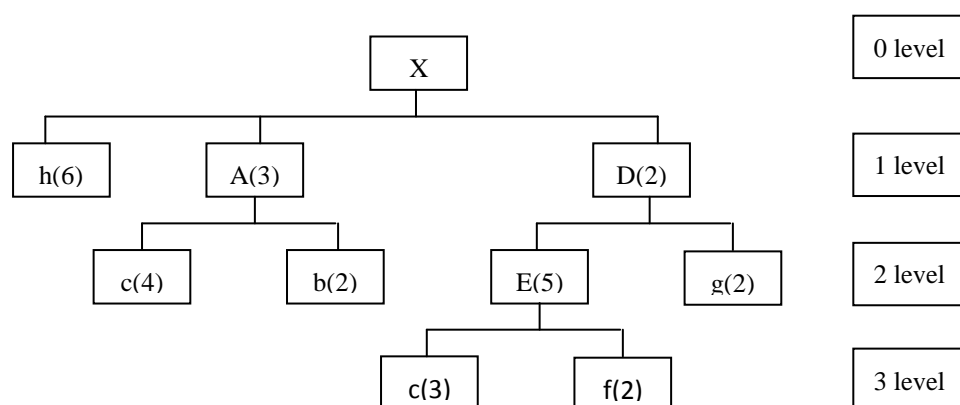 X
0 level
h(6)
A(3)
D(2)
1 level
c(4)
b(2)
E(5)
g(2)
2 level
c(3)
f(2)
3 level